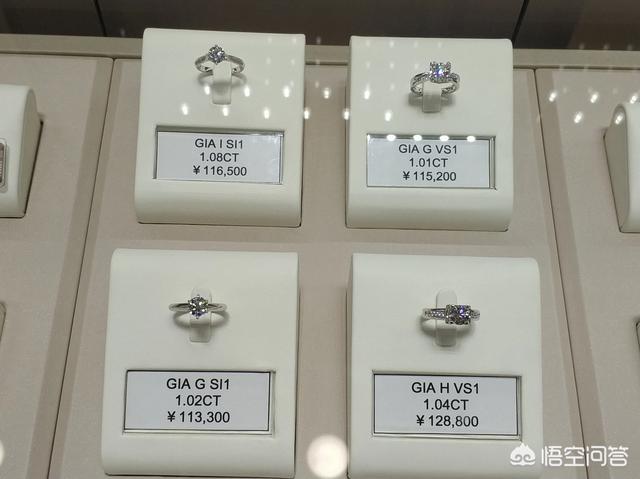 GIA I SI1
1.08CT
¥116,500
GIA G VS1
1.01CT
¥115,200
GIA G SI1
1.02CT
¥113,300
GIA H VS1
1.04CT
¥128,800
悟空问答